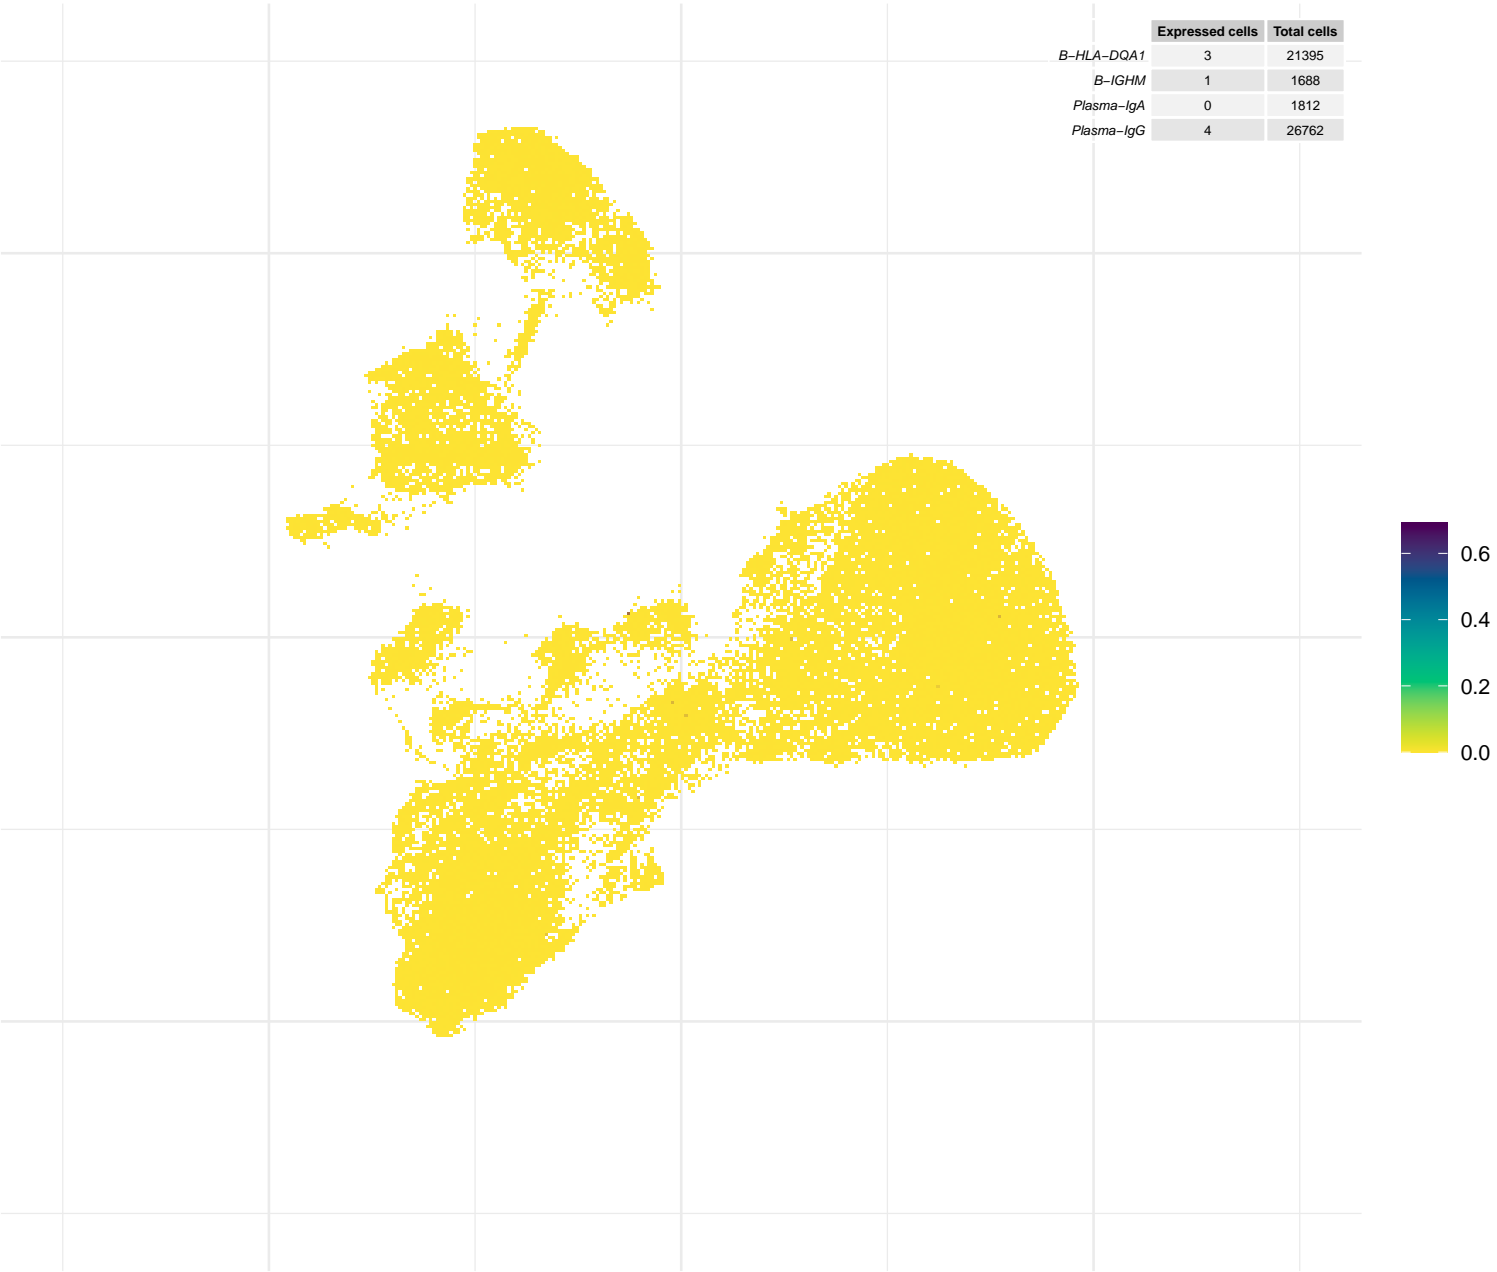 Expressed cells Total cells
B−HLA−DQA1 3 21395
B−IGHM 1 1688
Plasma−IgA 0 1812
Plasma−IgG 4 26762
0.6
0.4
0.2
0.0